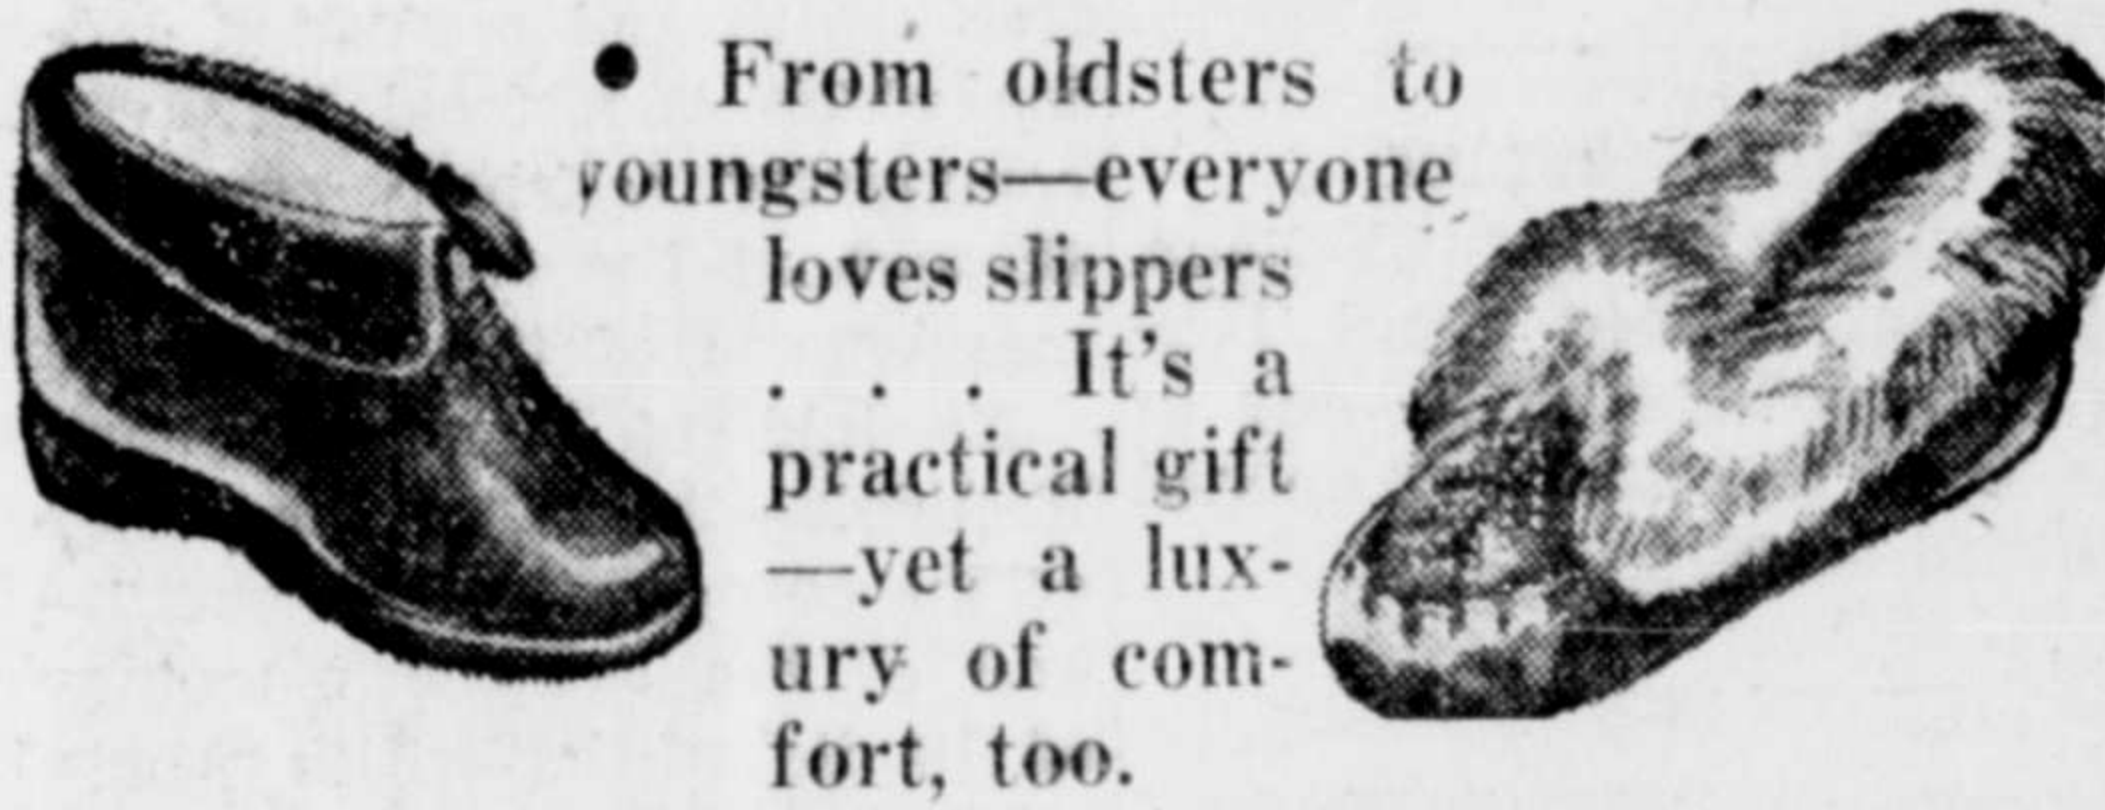 • From oldsters to
youngsters—everyone
loves slippers
. . . It's a
practical gift
—yet a lux-
ury of com-
fort, too.